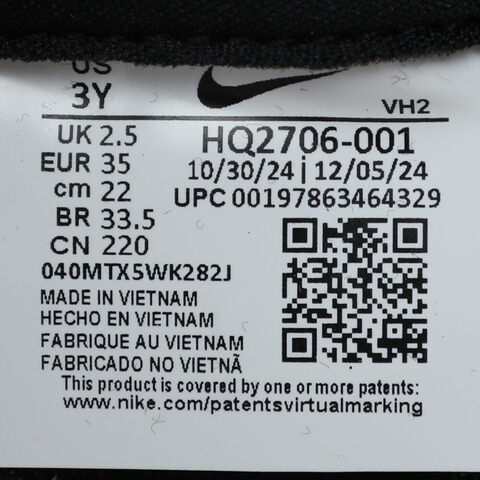 US
3Y
VH2
UK 2.5
EUR 35
cm 22
BR 33.5
CN 220
HQ2706-001
10/30/24 | 12/05/24
UPC 00197863464329
040MTX5WK282J
MADE IN VIETNAM
HECHO EN VIETNAM
FABRIQUE AU VIETNAM
FABRICADO NO VIETNÃ
This product is covered by one or more patents. See
www.nike.com/patentsvirtualmarking